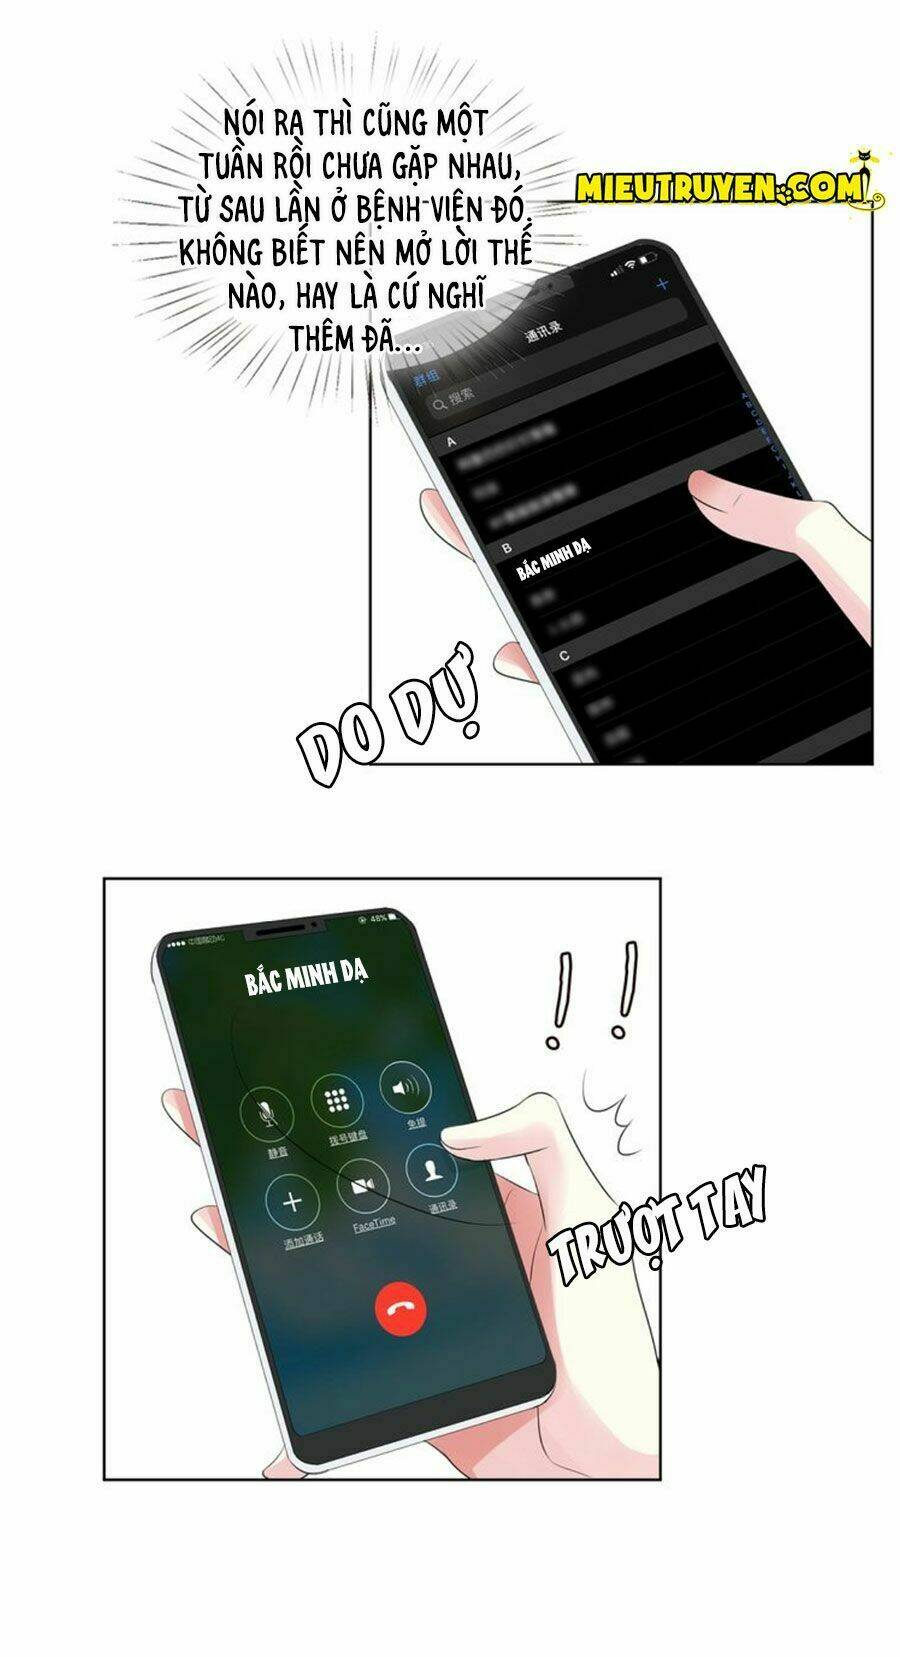 NÓI RA THÌ CŨNG MỘT
TUẦN RỒI CHƯA GẶP NHAU,
TỪ SAU LẦN Ở BỆNH VIỆN ĐÓ.
KHÔNG BIẾT NÊN MỞ LỜI THẾ
NÀO, HAY LÀ CỨ NGHĨ
THÊM ĐÃ...
MIEUTRUYEN.COM
通讯录
+
群组
搜索
A
B
BẮC MINH DẠ
C
DO DỰ
48%
BẮC MINH DẠ
静音
拨号键盘
免提
添加通话
FaceTime
通讯录
TRƯỢT TAY